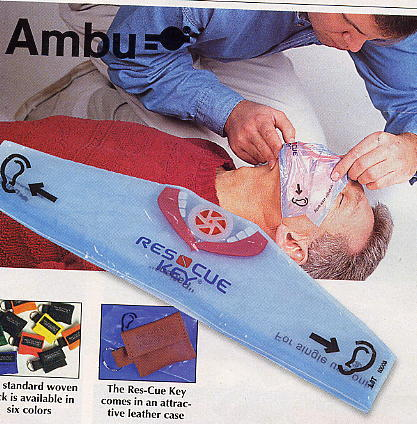 Ambu
RES CUE
KEY®
For single use only
standard woven
ck is available in
six colors
The Res-Cue Key
comes in an attrac-
tive leather case